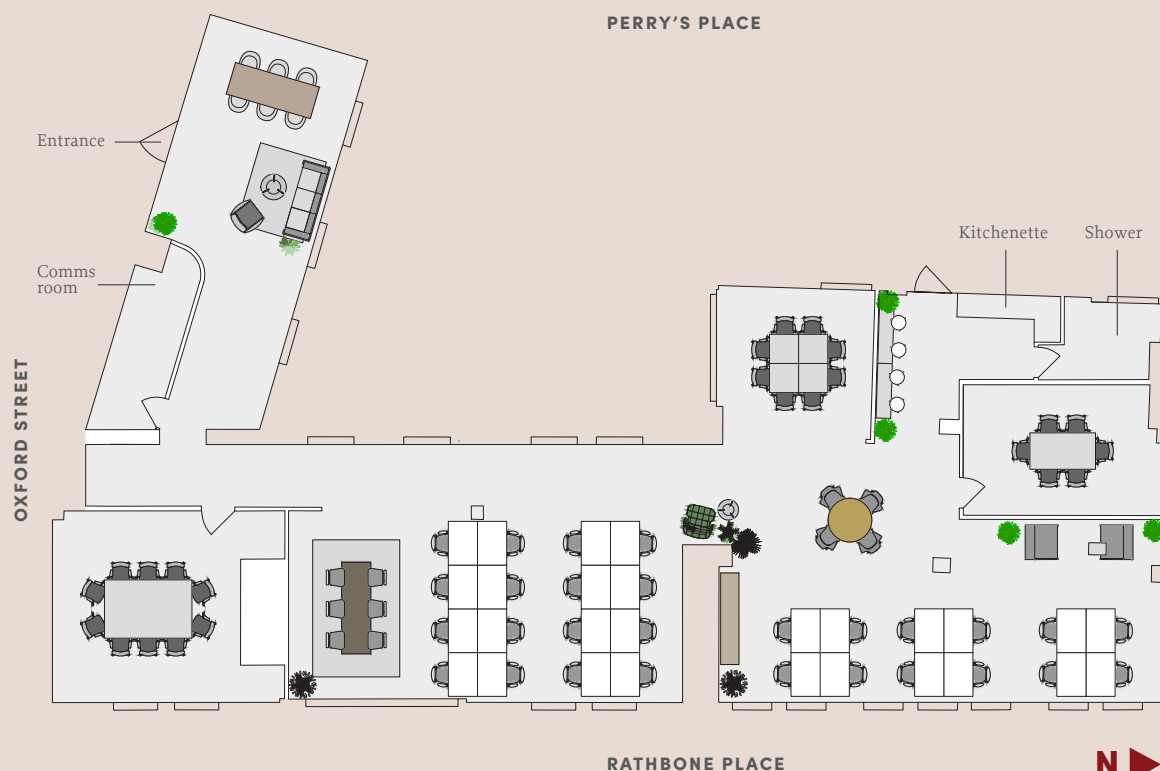 PERRY'S PLACE
Entrance
Kitchenette
Shower
Comms
room
OXFORD STREET
RATHBONE PLACE
N